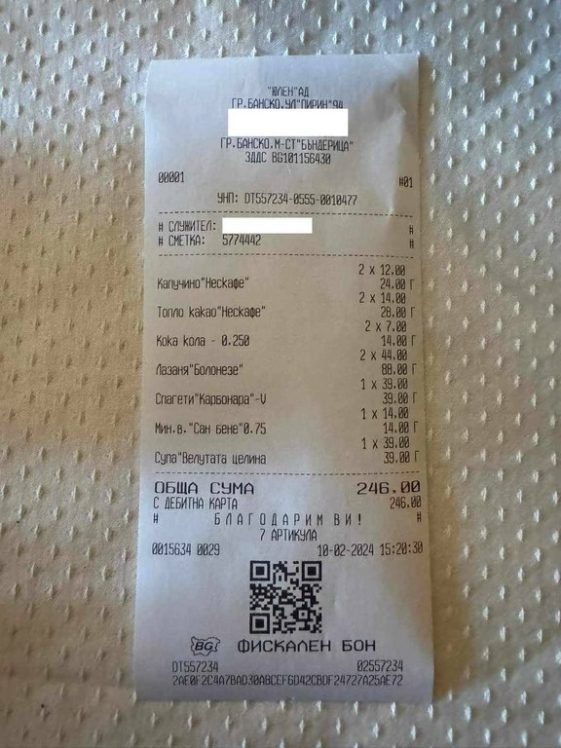 "ЮЛЕН"АД
ГР.БАНСКО.УЛ"ПИРИН"94
ГР.БАНСКО.М-СТ"БЪНДЕРИЦА"
ЗДДС BG101156430
00001 #01
УНП: DT557234-0555-0010477
# СЛУЖИТЕЛ: #
# СМЕТКА: 5774442 #
2 x 12.00
Капучино"Нескафе" 24.00 Г
2 x 14.00
Топло какао"Нескафе" 28.00 Г
2 x 7.00
Кока кола - 0.250 14.00 Г
2 x 44.00
Лазаня"Болонезе" 88.00 Г
1 x 39.00
Спагети"Карбонара"-V 39.00 Г
1 x 14.00
Мин.в."Сан бене"0.75 14.00 Г
1 x 39.00
Супа"Велутата целина 39.00 Г
ОБЩА СУМА 246.00
С ДЕБИТНА КАРТА 246.00
# БЛАГОДАРИМ ВИ! #
7 АРТИКУЛА
0015634 0029 10-02-2024 15:20:30
BG ФИСКАЛЕН БОН
DT557234 02557234
2AE0F2C4A7BAD30ABCEF6D42CBDF24727A25AE72